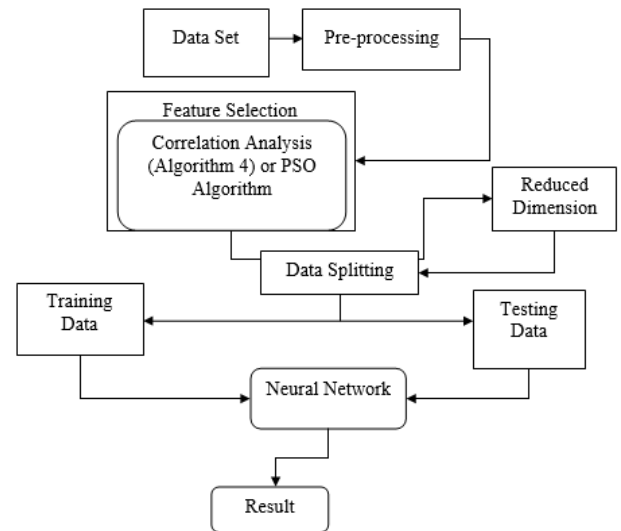 Data Set
Pre-processing
Feature Selection
Correlation Analysis
(Algorithm 4) or PSO
Algorithm
Reduced
Dimension
Data Splitting
Training
Data
Testing
Data
Neural Network
Result